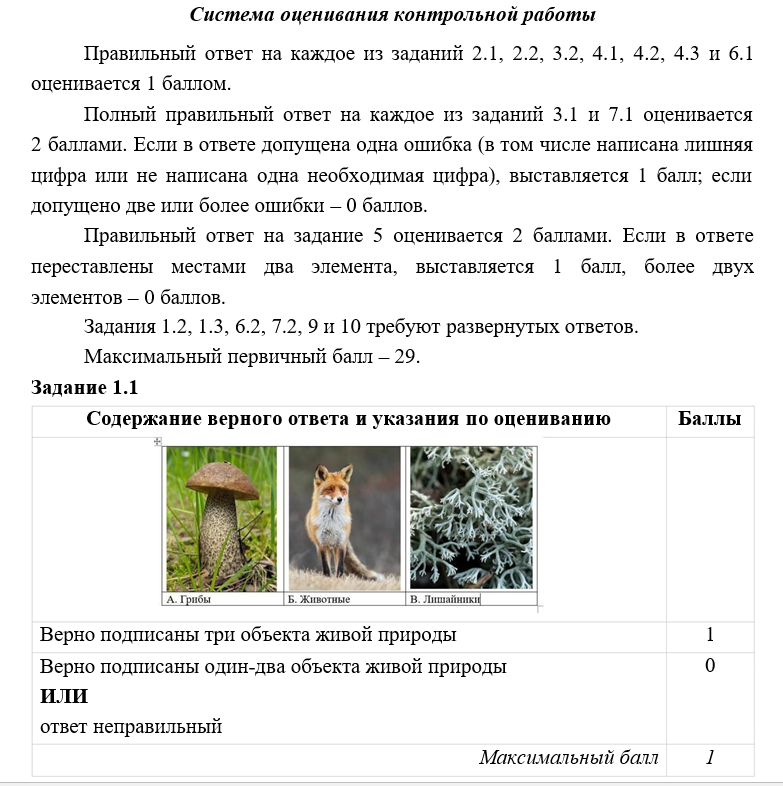 Система оценивания контрольной работы
Правильный ответ на каждое из заданий 2.1, 2.2, 3.2, 4.1, 4.2, 4.3 и 6.1
оценивается 1 баллом.
Полный правильный ответ на каждое из заданий 3.1 и 7.1 оценивается
2 баллами. Если в ответе допущена одна ошибка (в том числе написана лишняя
цифра или не написана одна необходимая цифра), выставляется 1 балл; если
допущено две или более ошибки – 0 баллов.
Правильный ответ на задание 5 оценивается 2 баллами. Если в ответе
переставлены местами два элемента, выставляется 1 балл, более двух
элементов – 0 баллов.
Задания 1.2, 1.3, 6.2, 7.2, 9 и 10 требуют развернутых ответов.
Максимальный первичный балл – 29.
Задание 1.1
Содержание верного ответа и указания по оцениванию Баллы
А. Грибы Б. Животные В. Лишайники
Верно подписаны три объекта живой природы 1
Верно подписаны один-два объекта живой природы 0
ИЛИ
ответ неправильный
Максимальный балл 1